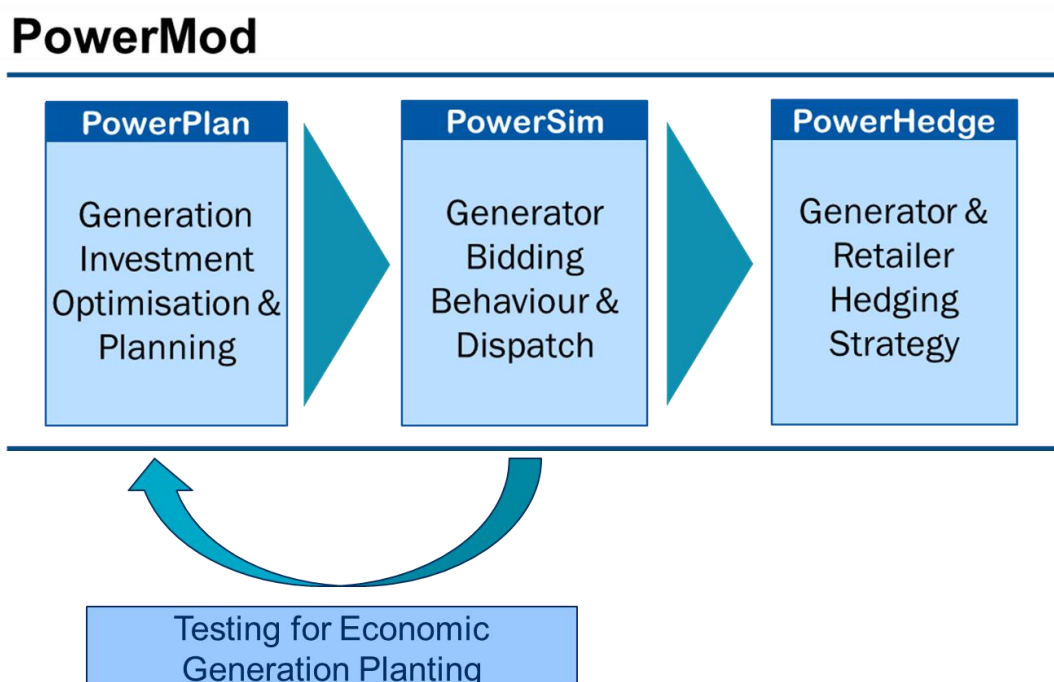 PowerMod
PowerPlan
Generation
Investment
Optimisation &
Planning
PowerSim
Generator
Bidding
Behaviour &
Dispatch
PowerHedge
Generator &
Retailer
Hedging
Strategy
Testing for Economic
Generation Planting